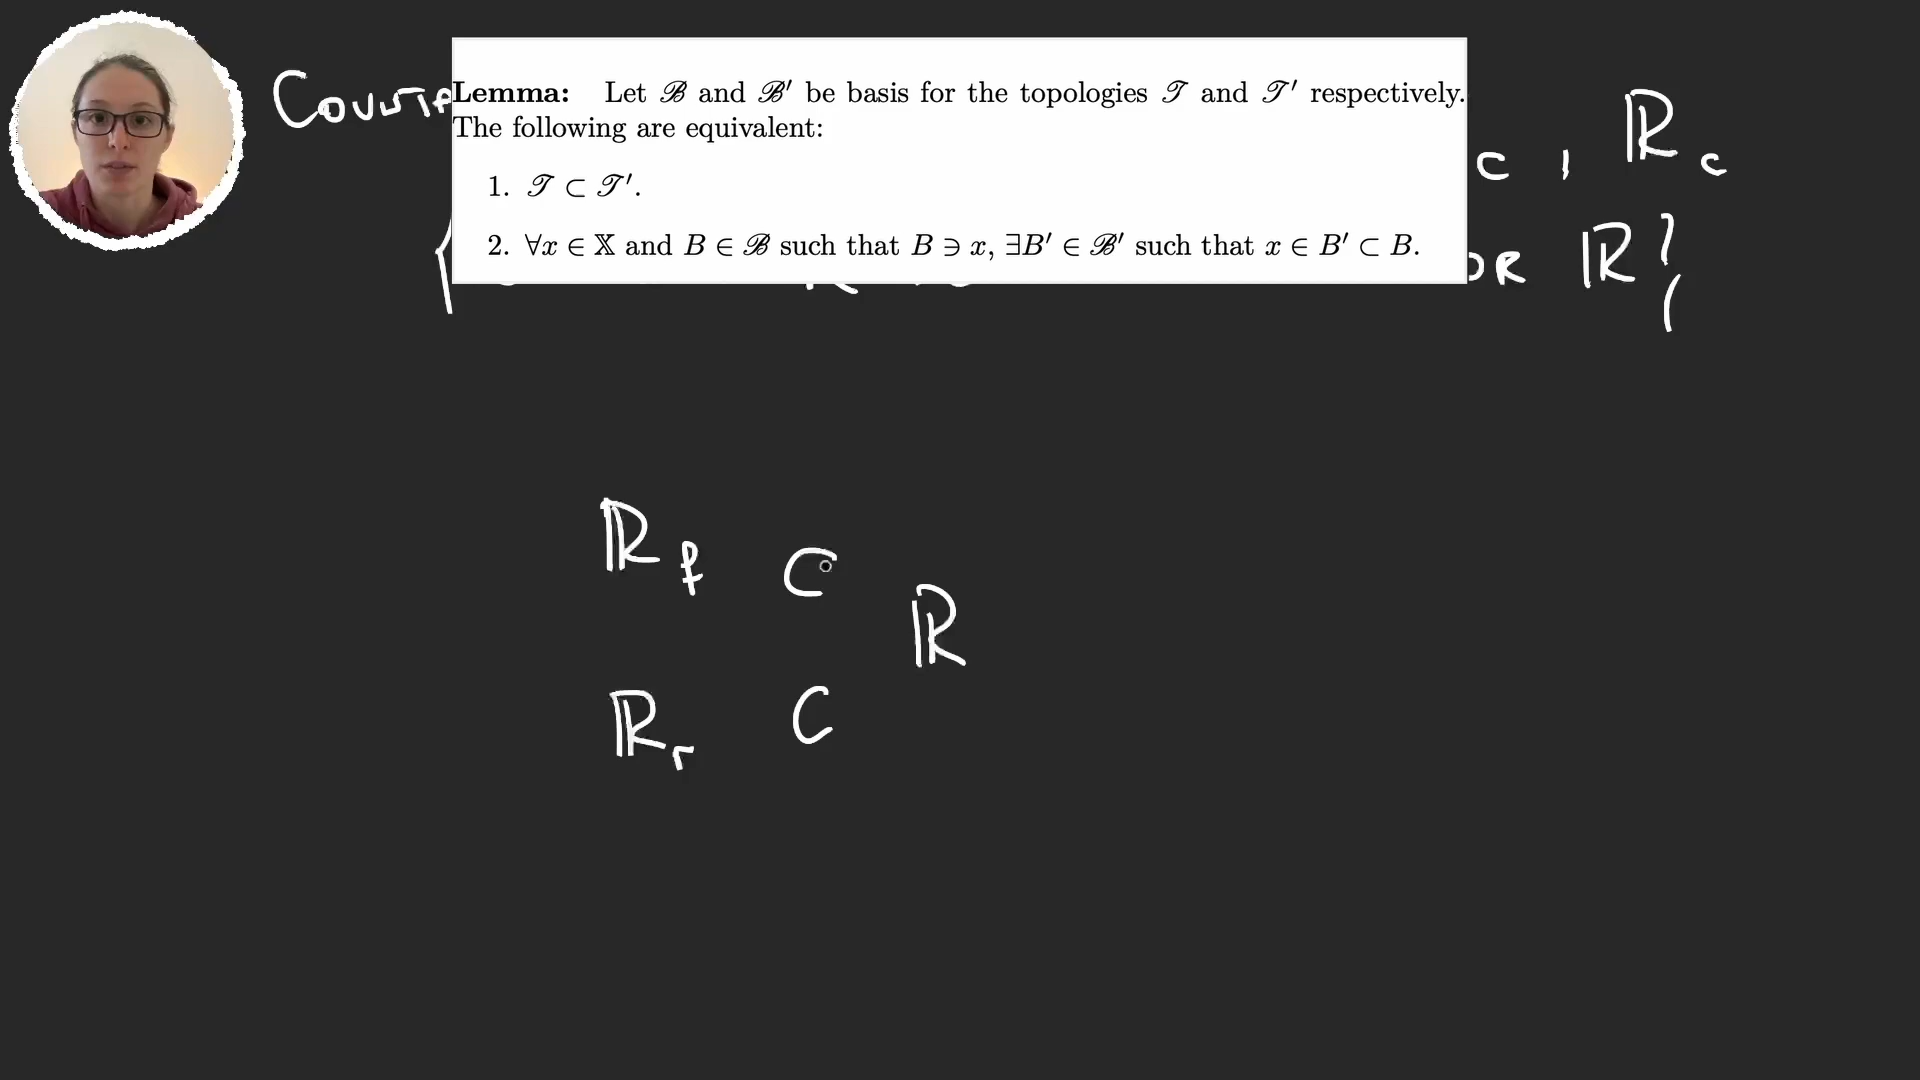 Lemma: Let ℬ and ℬ′ be basis for the topologies 𝒯 and 𝒯′ respectively.
The following are equivalent:
1. 𝒯 ⊂ 𝒯′.
2. ∀x ∈ 𝕏 and B ∈ ℬ such that B ∋ x, ∃B′ ∈ ℬ′ such that x ∈ B′ ⊂ B.
C , ℝ_c
OR ℝ
ℝ_f ⊂
ℝ
ℝ_r ⊂